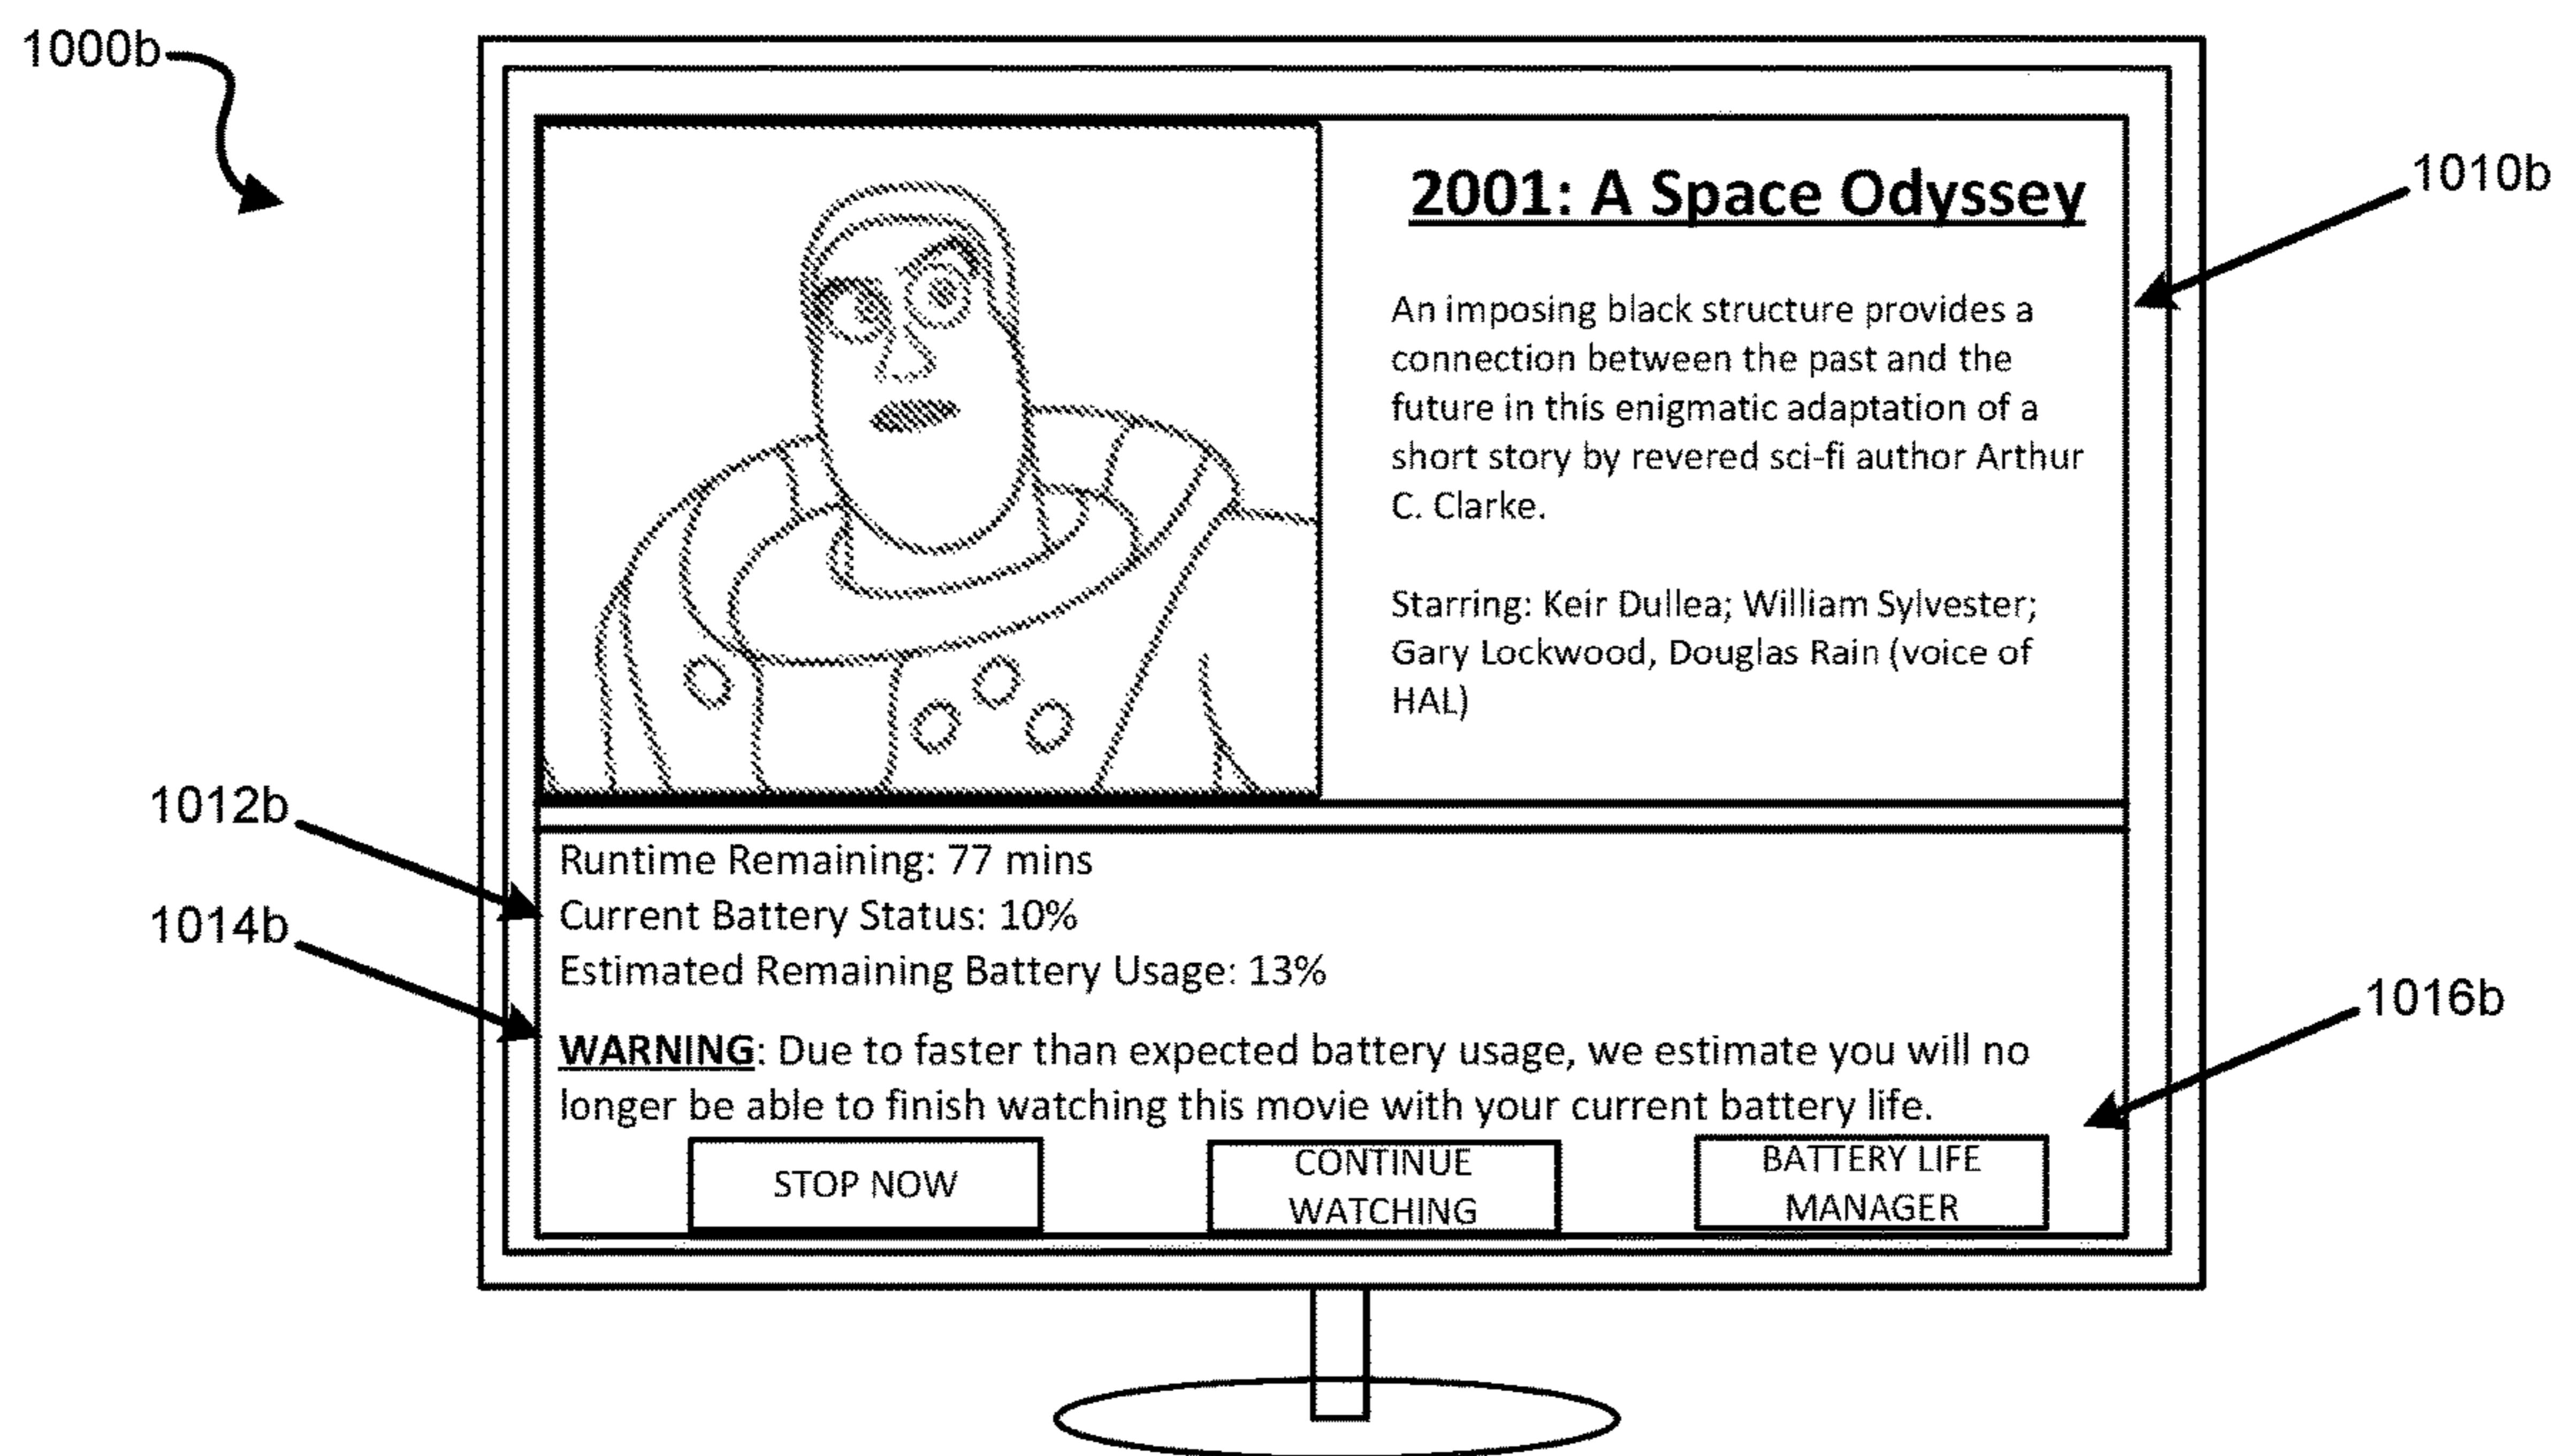 1000b
2001: A Space Odyssey
1010b
An imposing black structure provides a
connection between the past and the
future in this enigmatic adaptation of a
short story by revered sci-fi author Arthur
C. Clarke.
Starring: Keir Dullea; William Sylvester;
Gary Lockwood, Douglas Rain (voice of
HAL)
1012b
Runtime Remaining: 77 mins
Current Battery Status: 10%
1014b
Estimated Remaining Battery Usage: 13%
1016b
WARNING: Due to faster than expected battery usage, we estimate you will no
longer be able to finish watching this movie with your current battery life.
STOP NOW
CONTINUE
WATCHING
BATTERY LIFE
MANAGER